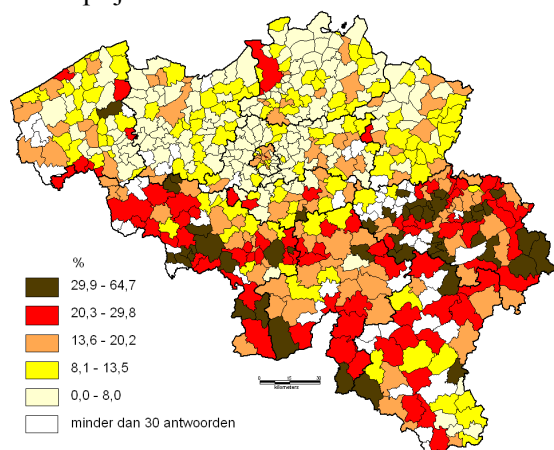 %
29,9 - 64,7
20,3 - 29,8
13,6 - 20,2
8,1 - 13,5
0,0 - 8,0
minder dan 30 antwoorden
kilometers